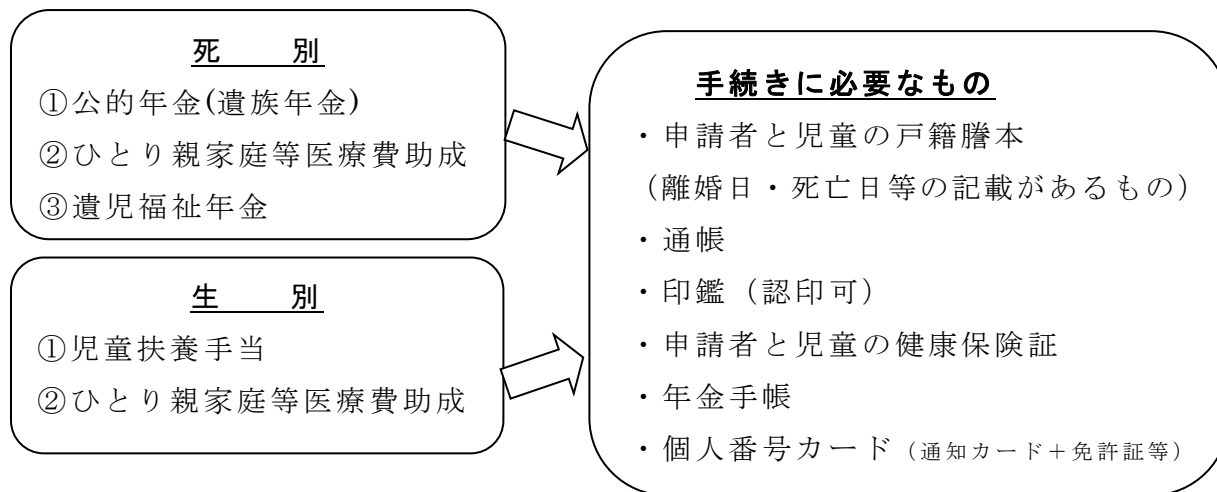 死　　別
①公的年金(遺族年金)
②ひとり親家庭等医療費助成
③遺児福祉年金
生　　別
①児童扶養手当
②ひとり親家庭等医療費助成
手続きに必要なもの
・申請者と児童の戸籍謄本
（離婚日・死亡日等の記載があるもの）
・通帳
・印鑑（認印可）
・申請者と児童の健康保険証
・年金手帳
・個人番号カード（通知カード＋免許証等）